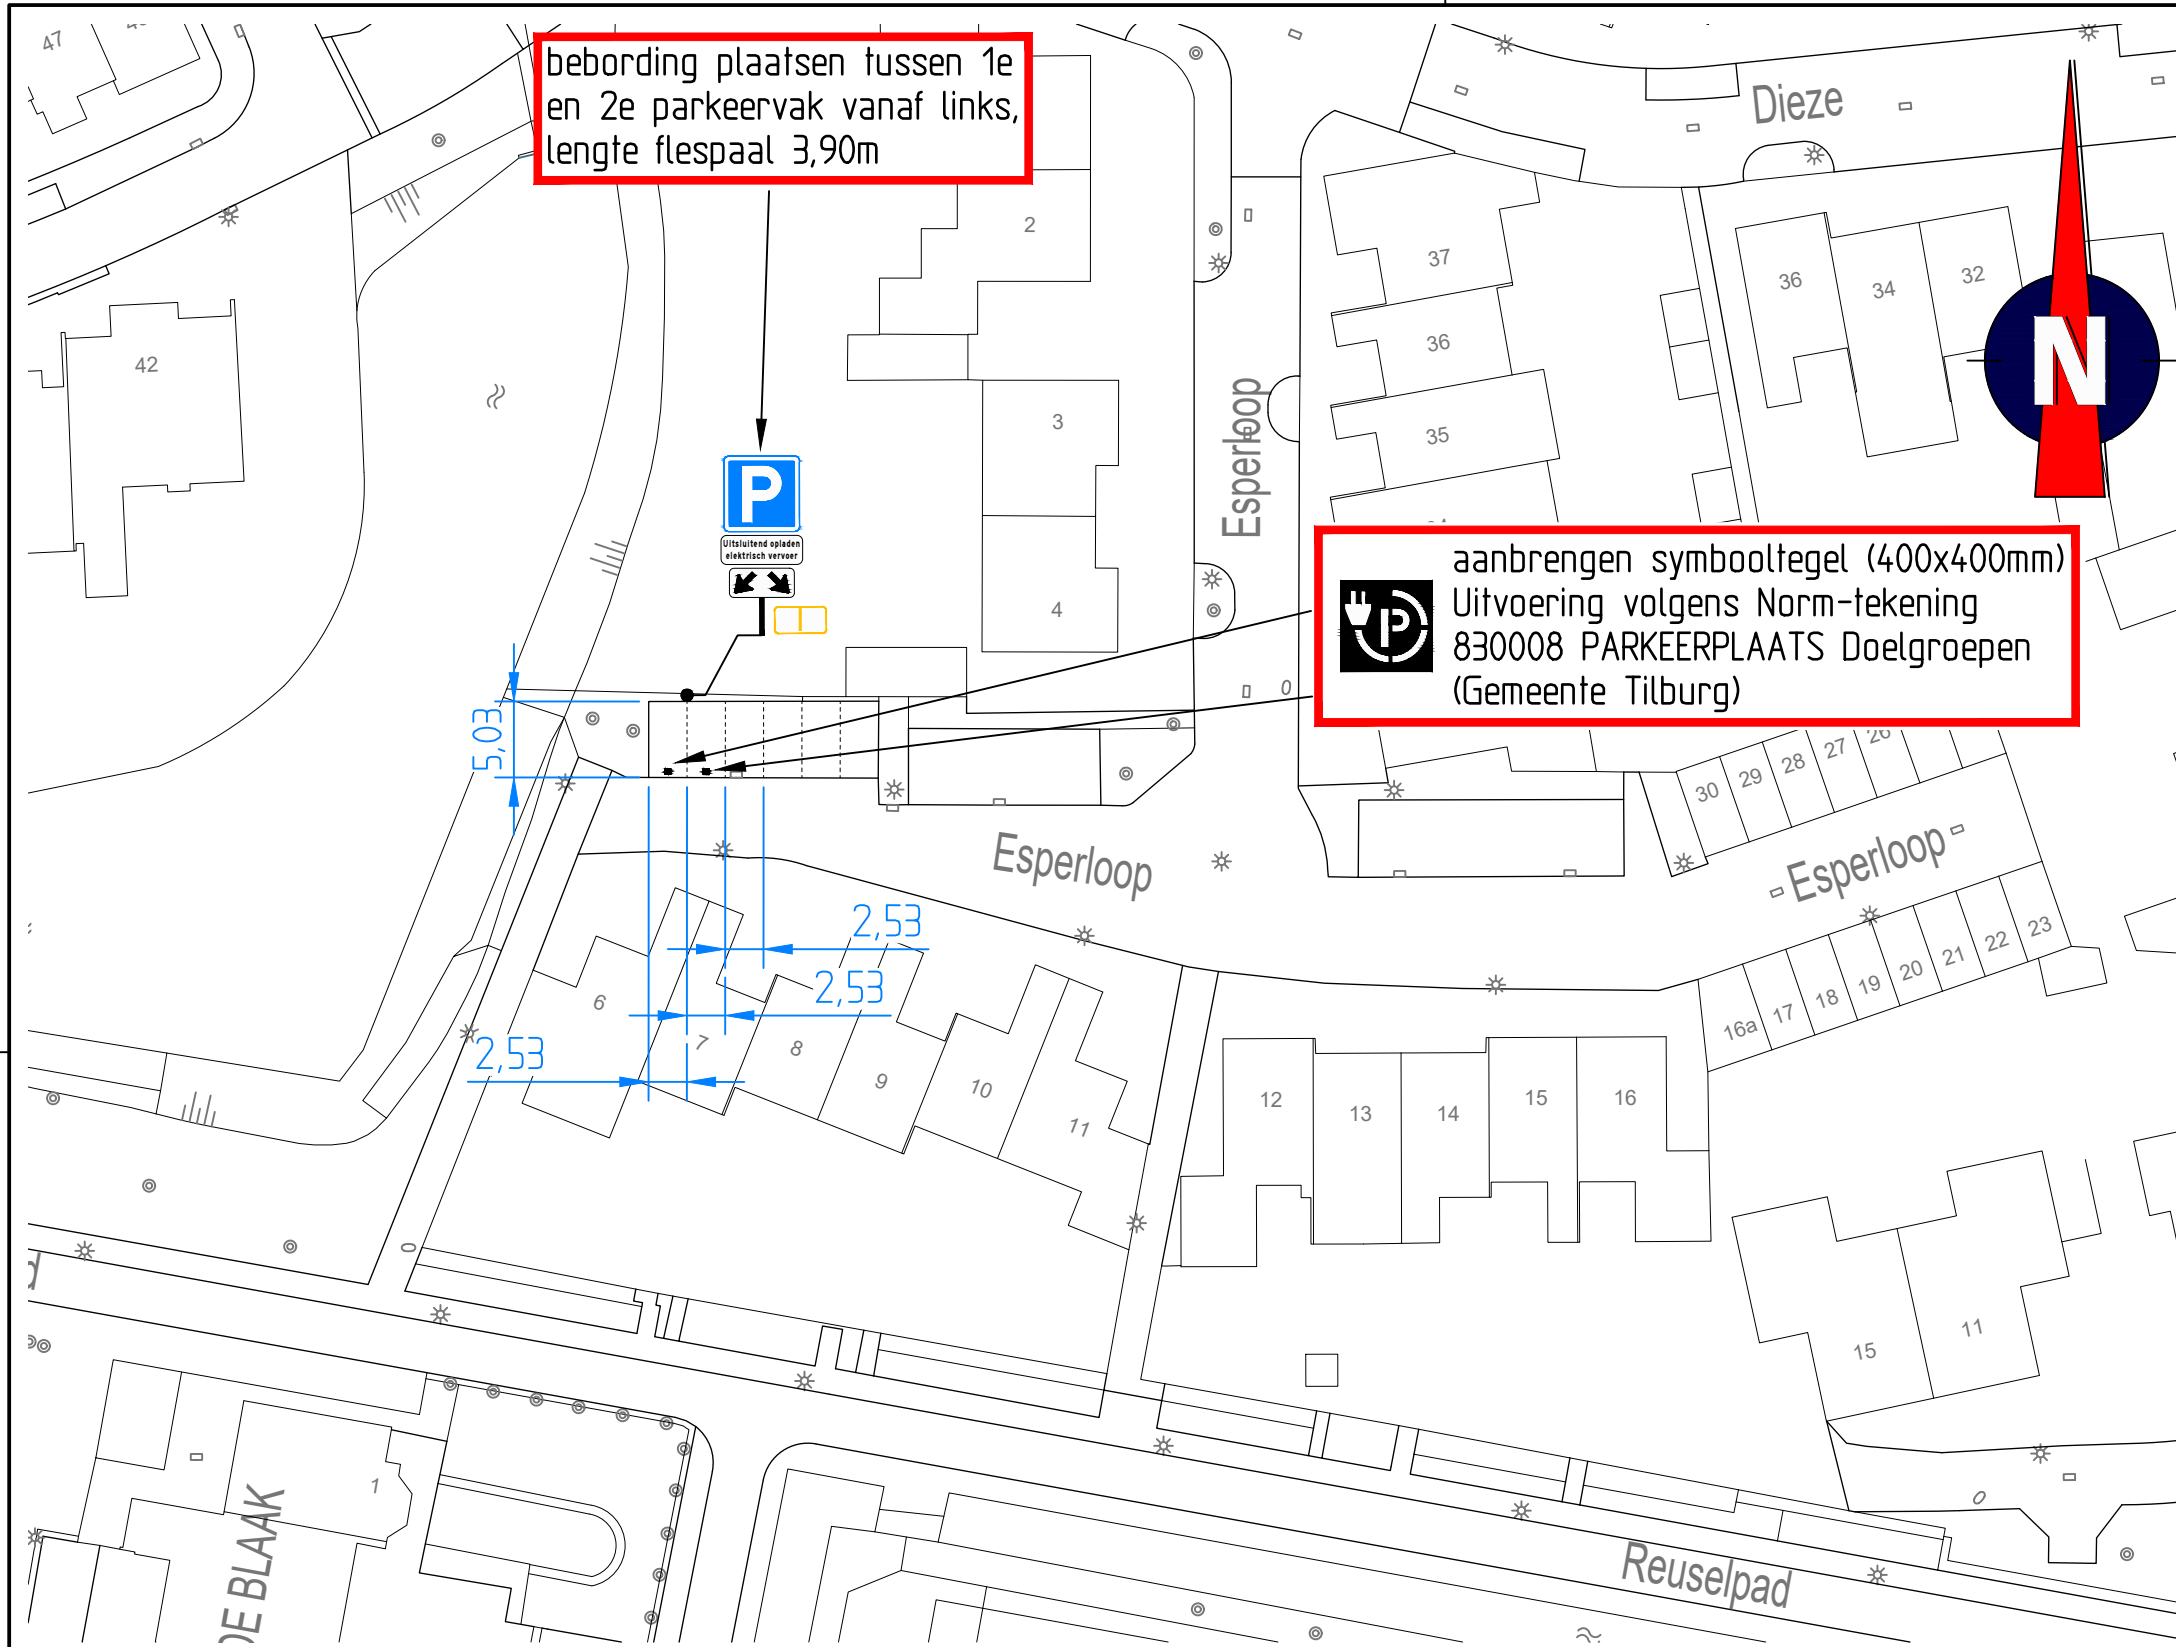 47
bebording plaatsen tussen 1e
en 2e parkeervak vanaf links,
lengte flespaal 3,90m
Dieze
2
37
36
34
32
N
42
36
3
35
Esperloop
P
Uitsluitend opladen
elektrisch vervoer
4
aanbrengen symbooltegel (400x400mm)
Uitvoering volgens Norm-tekening
830008 PARKEERPLAATS Doelgroepen
(Gemeente Tilburg)
P
5,03
30
29
28
27
26
Esperloop
Esperloop
2,53
2,53
2,53
6
7
8
9
10
11
16a
17
18
19
20
21
22
23
12
13
14
15
16
15
11
1
DE BLAAK
Reuselpad